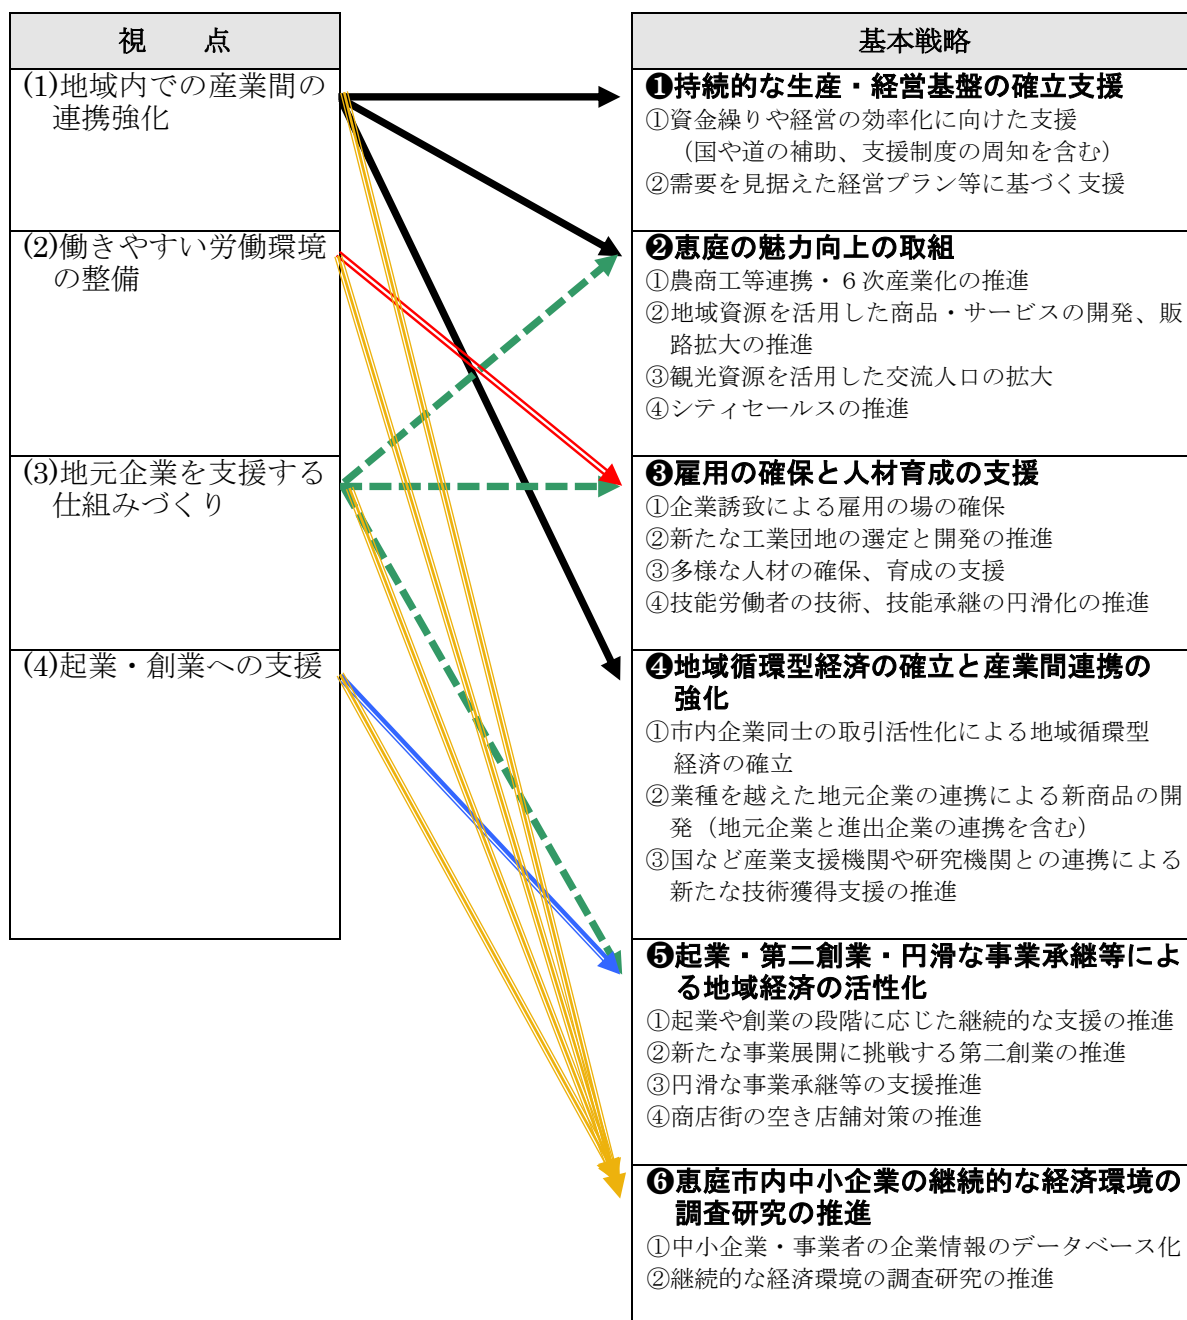 視　点
(1)地域内での産業間の
連携強化
(2)働きやすい労働環境
の整備
(3)地元企業を支援する
仕組みづくり
(4)起業・創業への支援
基本戦略
❶持続的な生産・経営基盤の確立支援
①資金繰りや経営の効率化に向けた支援
（国や道の補助、支援制度の周知を含む）
②需要を見据えた経営プラン等に基づく支援
❷恵庭の魅力向上の取組
①農商工等連携・６次産業化の推進
②地域資源を活用した商品・サービスの開発、販
路拡大の推進
③観光資源を活用した交流人口の拡大
④シティセールスの推進
❸雇用の確保と人材育成の支援
①企業誘致による雇用の場の確保
②新たな工業団地の選定と開発の推進
③多様な人材の確保、育成の支援
④技能労働者の技術、技能承継の円滑化の推進
❹地域循環型経済の確立と産業間連携の
強化
①市内企業同士の取引活性化による地域循環型
経済の確立
②業種を越えた地元企業の連携による新商品の開
発（地元企業と進出企業の連携を含む）
③国など産業支援機関や研究機関との連携による
新たな技術獲得支援の推進
❺起業・第二創業・円滑な事業承継等によ
る地域経済の活性化
①起業や創業の段階に応じた継続的な支援の推進
②新たな事業展開に挑戦する第二創業の推進
③円滑な事業承継等の支援推進
④商店街の空き店舗対策の推進
❻恵庭市内中小企業の継続的な経済環境の
調査研究の推進
①中小企業・事業者の企業情報のデータベース化
②継続的な経済環境の調査研究の推進